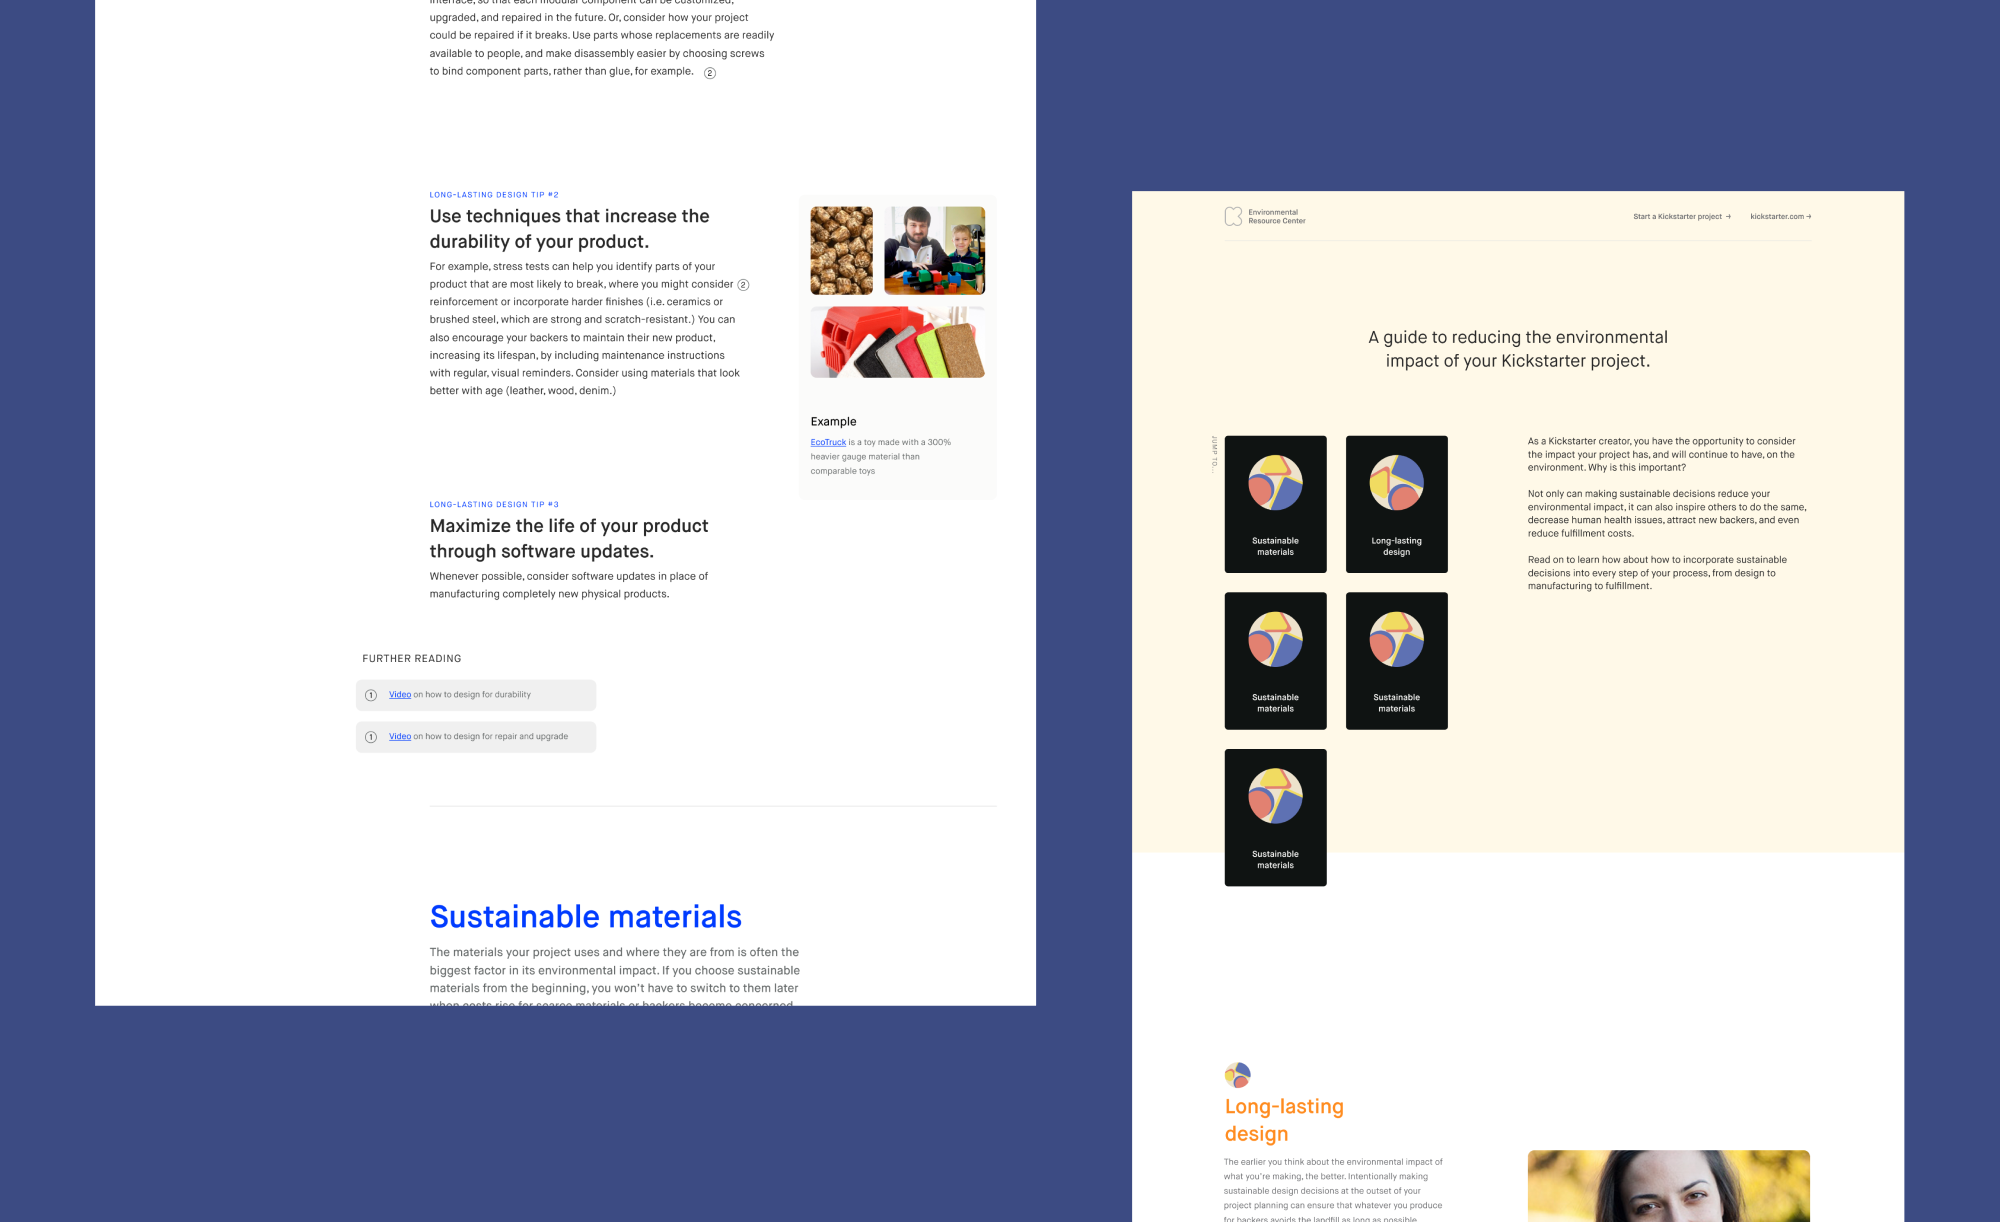 interface, so that each modular component can be customized,
upgraded, and repaired in the future. Or, consider how your project
could be repaired if it breaks. Use parts whose replacements are readily
available to people, and make disassembly easier by choosing screws
to bind component parts, rather than glue, for example. 2
LONG-LASTING DESIGN TIP #2
Use techniques that increase the
durability of your product.
For example, stress tests can help you identify parts of your
product that are most likely to break, where you might consider 2
reinforcement or incorporate harder finishes (i.e. ceramics or
brushed steel, which are strong and scratch-resistant.) You can
also encourage your backers to maintain their new product,
increasing its lifespan, by including maintenance instructions
with regular, visual reminders. Consider using materials that look
better with age (leather, wood, denim.)
Example
EcoTruck is a toy made with a 300%
heavier gauge material than
comparable toys
LONG-LASTING DESIGN TIP #3
Maximize the life of your product
through software updates.
Whenever possible, consider software updates in place of
manufacturing completely new physical products.
FURTHER READING
1 Video on how to design for durability
1 Video on how to design for repair and upgrade
Sustainable materials
The materials your project uses and where they are from is often the
biggest factor in its environmental impact. If you choose sustainable
materials from the beginning, you won't have to switch to them later
when costs rise for scarce materials or backers become concerned
Environmental
Resource Center
Start a Kickstarter project →
kickstarter.com →
A guide to reducing the environmental
impact of your Kickstarter project.
JUMP TO...
Sustainable
materials
Long-lasting
design
Sustainable
materials
Sustainable
materials
Sustainable
materials
As a Kickstarter creator, you have the opportunity to consider
the impact your project has, and will continue to have, on the
environment. Why is this important?
Not only can making sustainable decisions reduce your
environmental impact, it can also inspire others to do the same,
decrease human health issues, attract new backers, and even
reduce fulfillment costs.
Read on to learn how about how to incorporate sustainable
decisions into every step of your process, from design to
manufacturing to fulfillment.
Long-lasting
design
The earlier you think about the environmental impact of
what you're making, the better. Intentionally making
sustainable design decisions at the outset of your
project planning can ensure that whatever you produce
for backers avoids the landfill as long as possible.